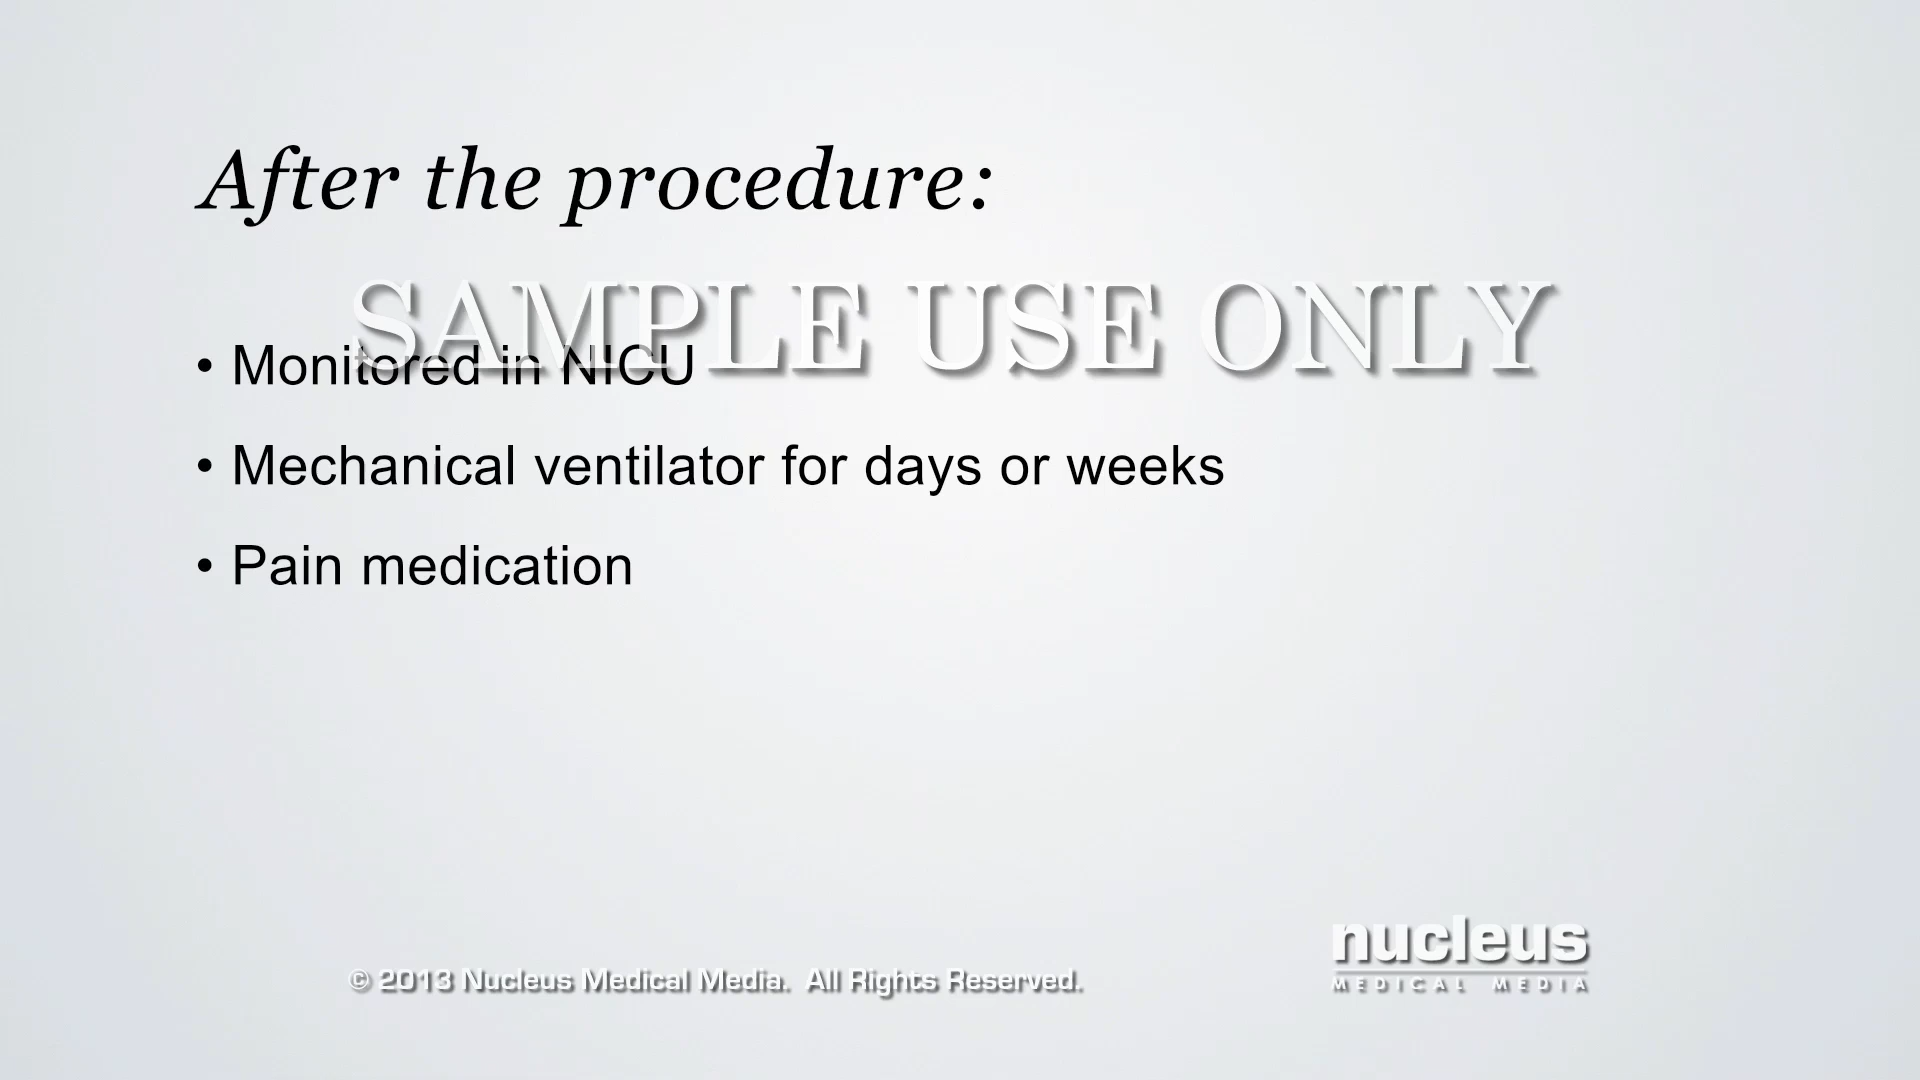 After the procedure:
SAMPLE USE ONLY
• Monitored in NICU
• Mechanical ventilator for days or weeks
• Pain medication
nucleus
MEDICAL MEDIA
© 2013 Nucleus Medical Media. All Rights Reserved.